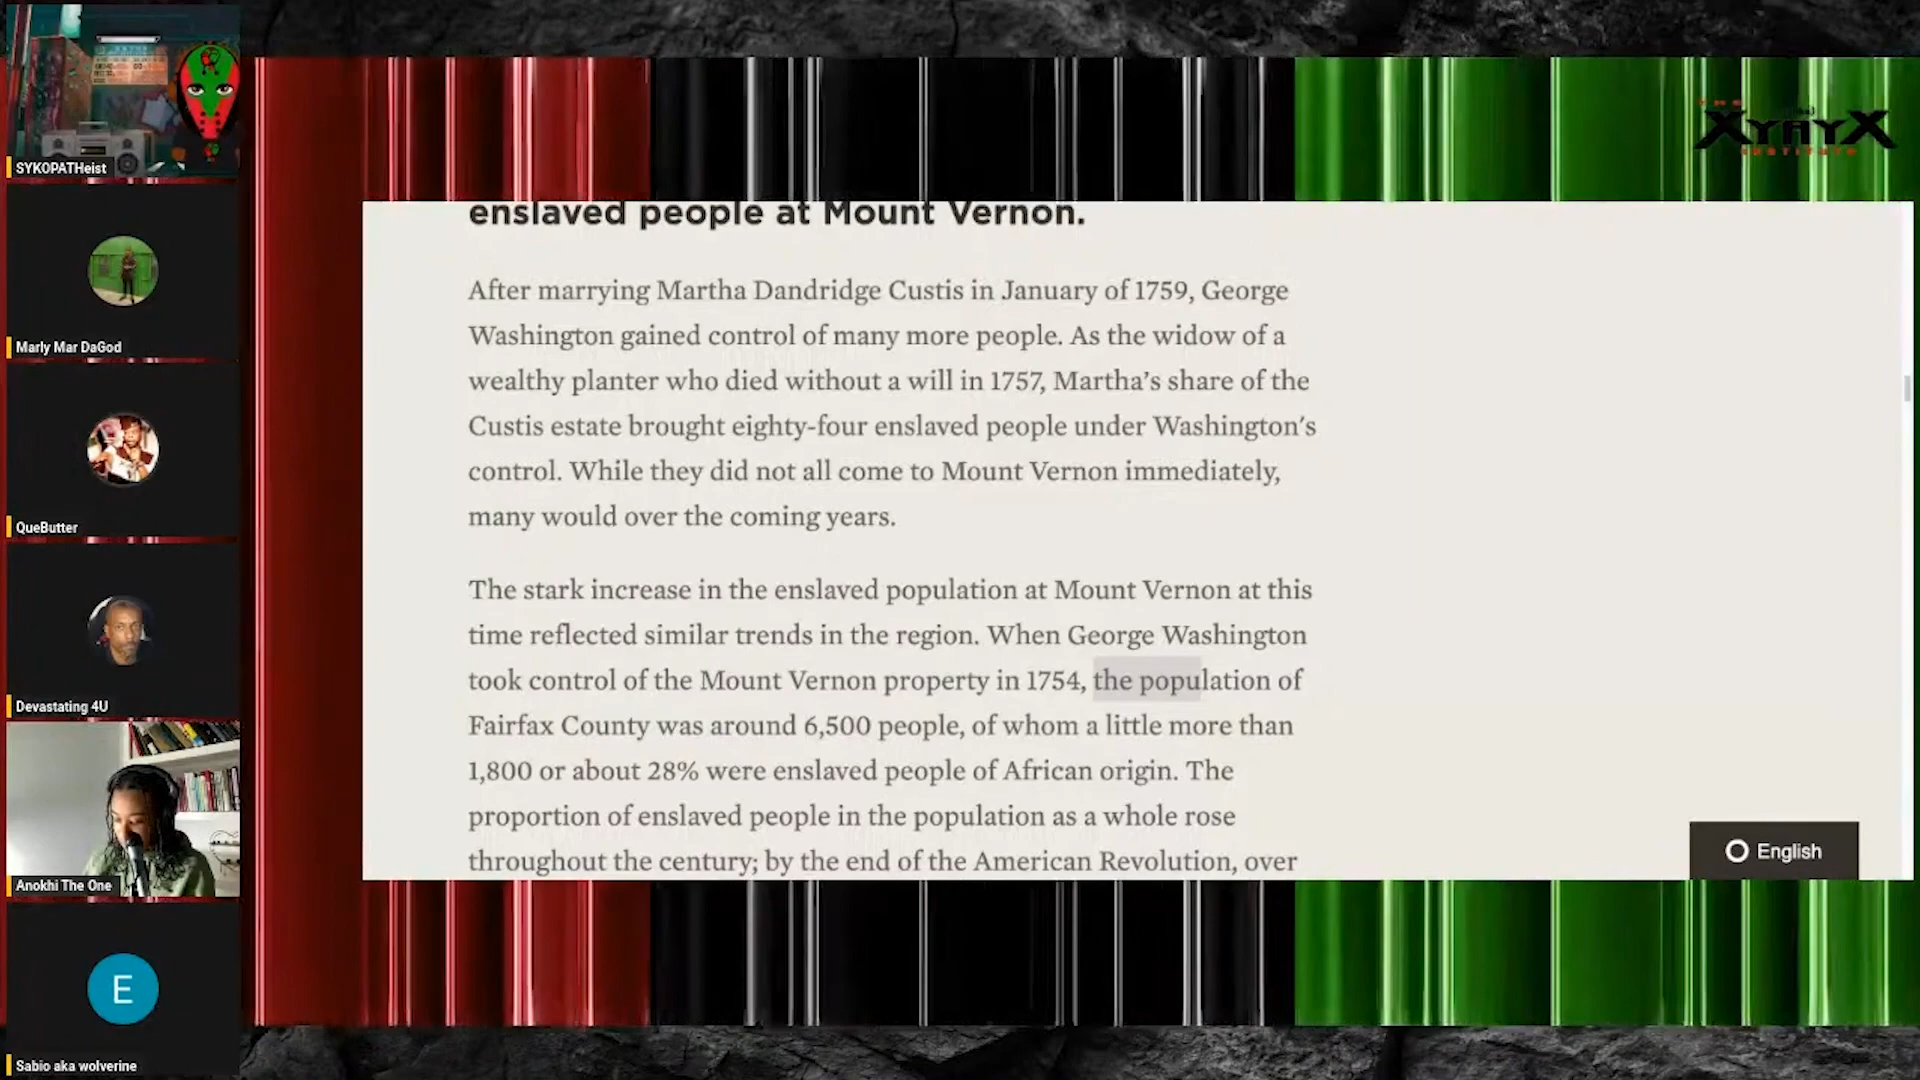 SYKOPATHeist
Marly Mar DaGod
QueButter
Devastating 4U
Anokhi The One
E
Sabio aka wolverine
THE
XYAYX
INSTITUTE
enslaved people at Mount Vernon.
After marrying Martha Dandridge Custis in January of 1759, George
Washington gained control of many more people. As the widow of a
wealthy planter who died without a will in 1757, Martha’s share of the
Custis estate brought eighty-four enslaved people under Washington’s
control. While they did not all come to Mount Vernon immediately,
many would over the coming years.
The stark increase in the enslaved population at Mount Vernon at this
time reflected similar trends in the region. When George Washington
took control of the Mount Vernon property in 1754, the population of
Fairfax County was around 6,500 people, of whom a little more than
1,800 or about 28% were enslaved people of African origin. The
proportion of enslaved people in the population as a whole rose
throughout the century; by the end of the American Revolution, over
English